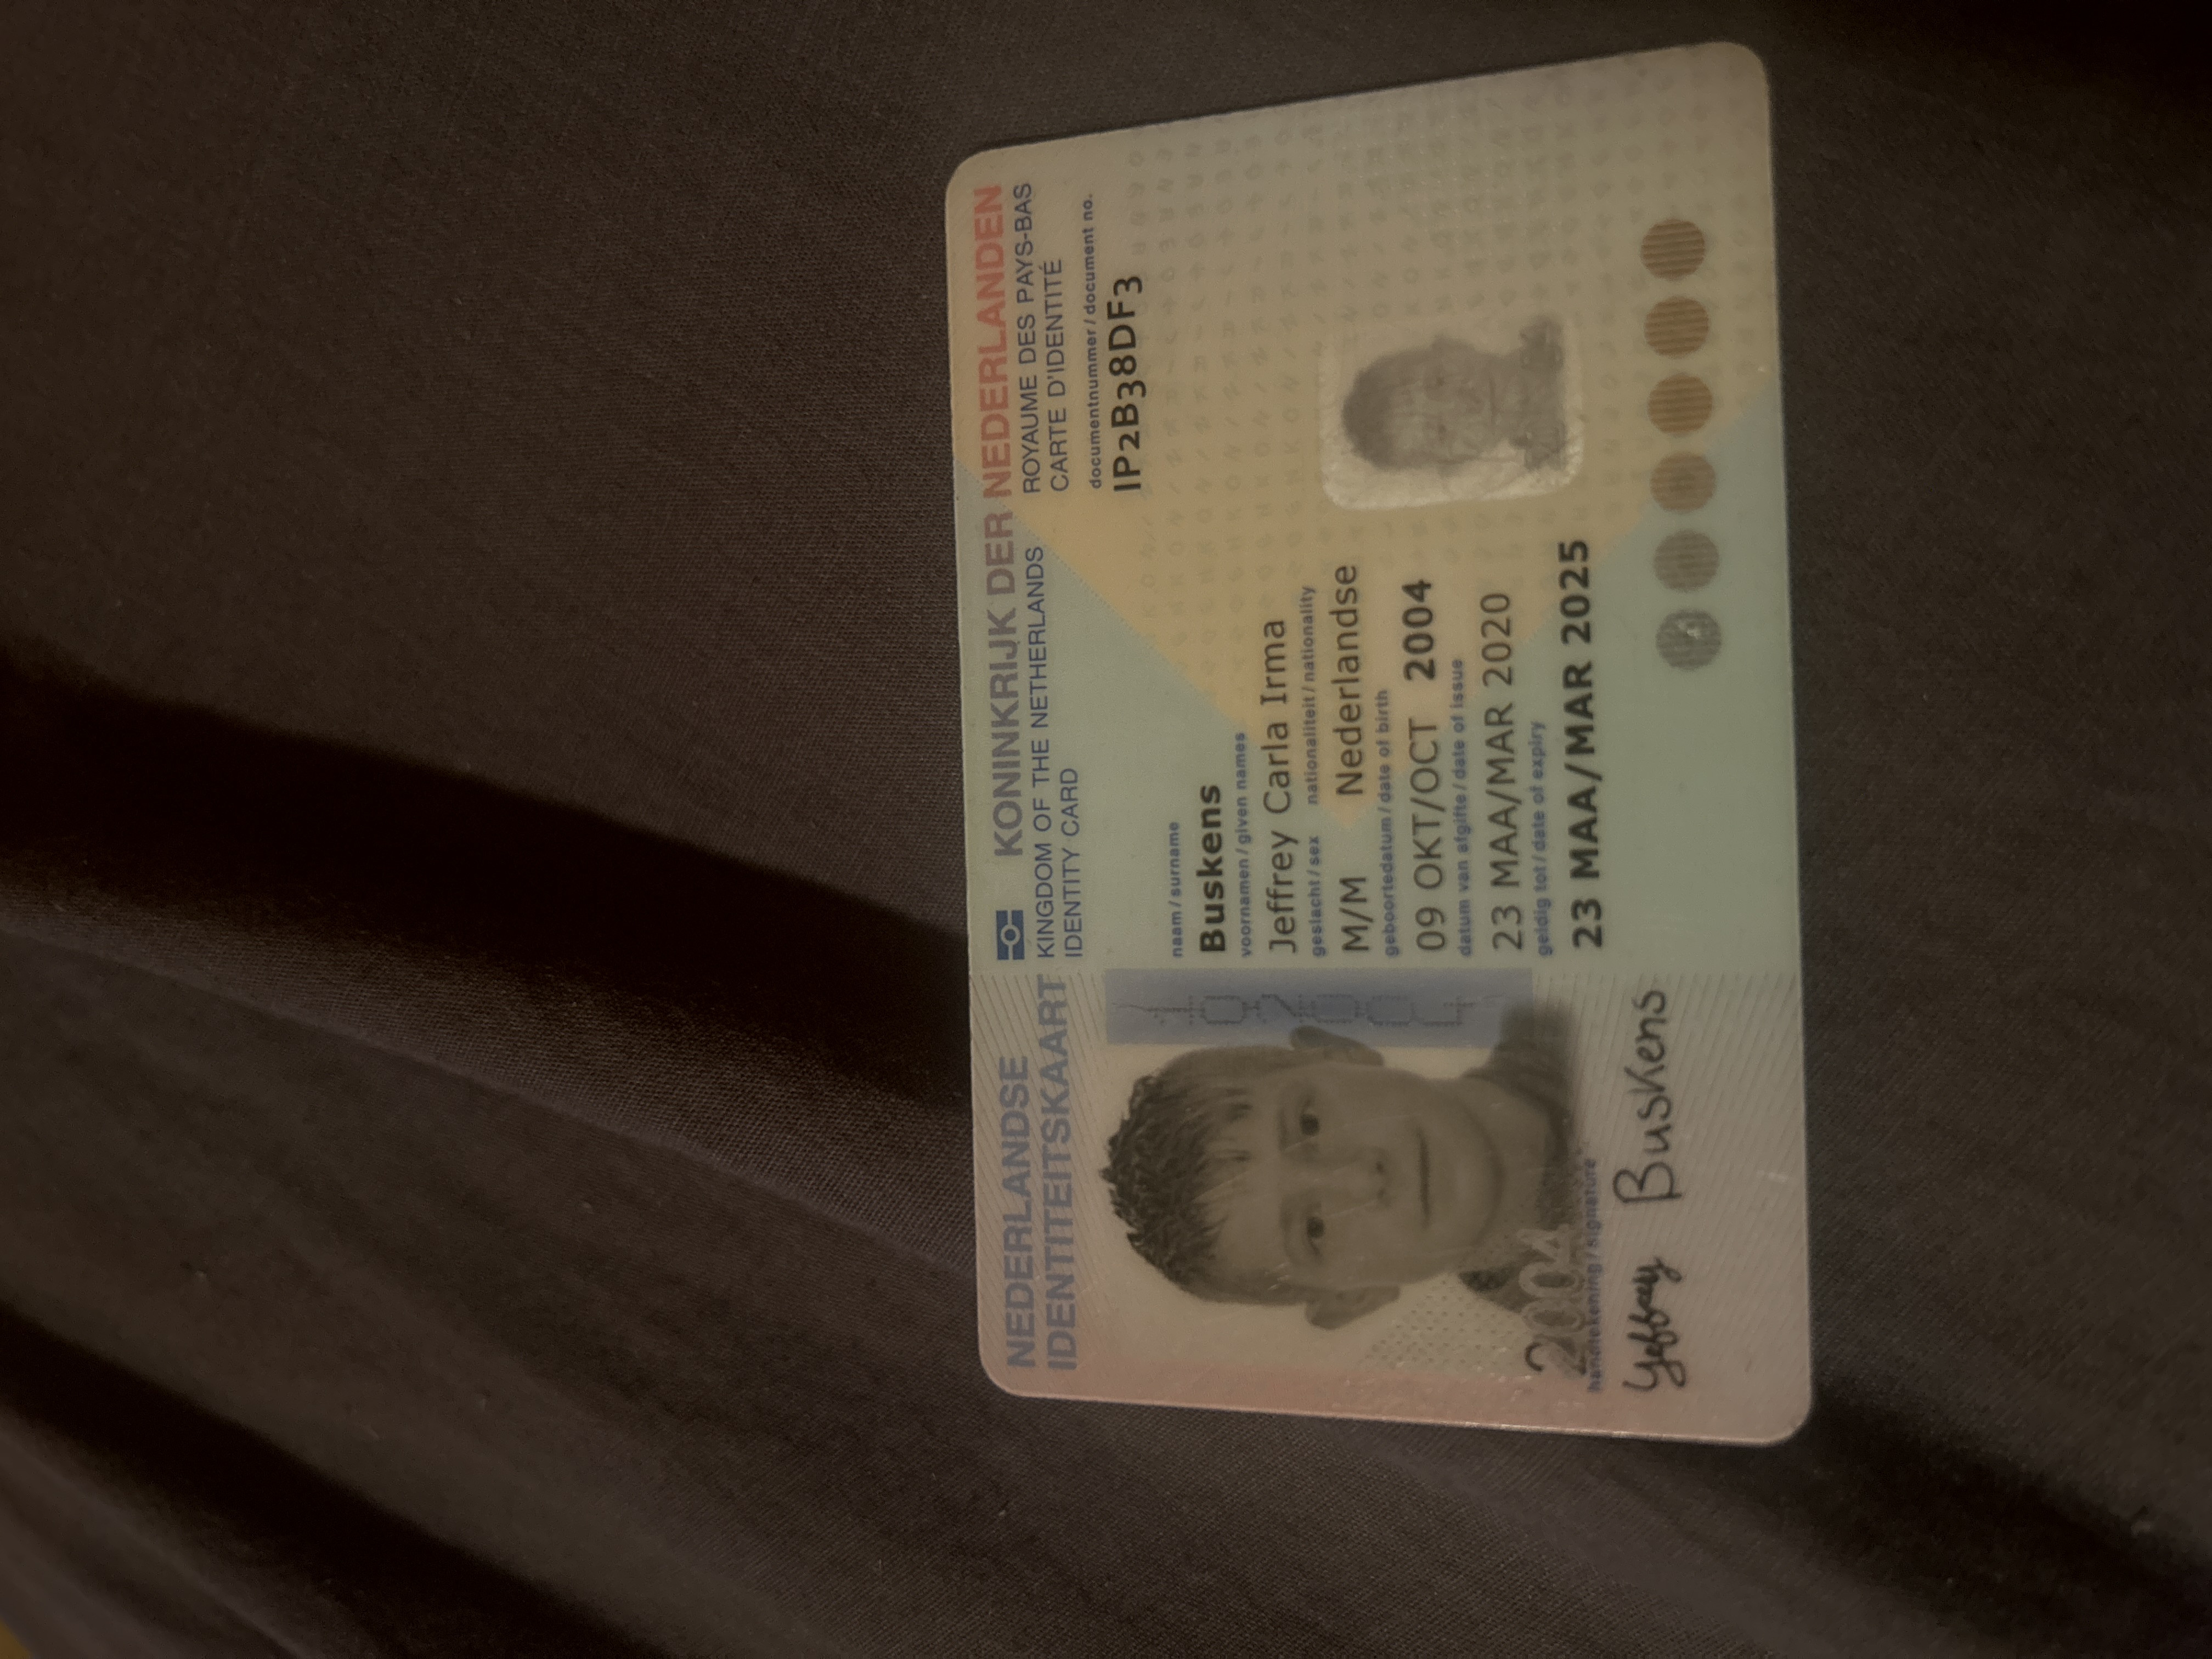 NEDERLANDSE
IDENTITEITSKAART
KONINKRIJK DER NEDERLANDEN
KINGDOM OF THE NETHERLANDS
IDENTITY CARD
ROYAUME DES PAYS-BAS
CARTE D'IDENTITÉ
documentnummer / document no.
IP2B38DF3
naam / surname
Buskens
voornamen / given names
Jeffrey Carla Irma
geslacht / sex nationaliteit / nationality
M/M Nederlandse
geboortedatum / date of birth
09 OKT/OCT 2004
datum van afgifte / date of issue
23 MAA/MAR 2020
geldig tot / date of expiry
23 MAA/MAR 2025
2004
handtekening / signature
Jeffrey Buskens